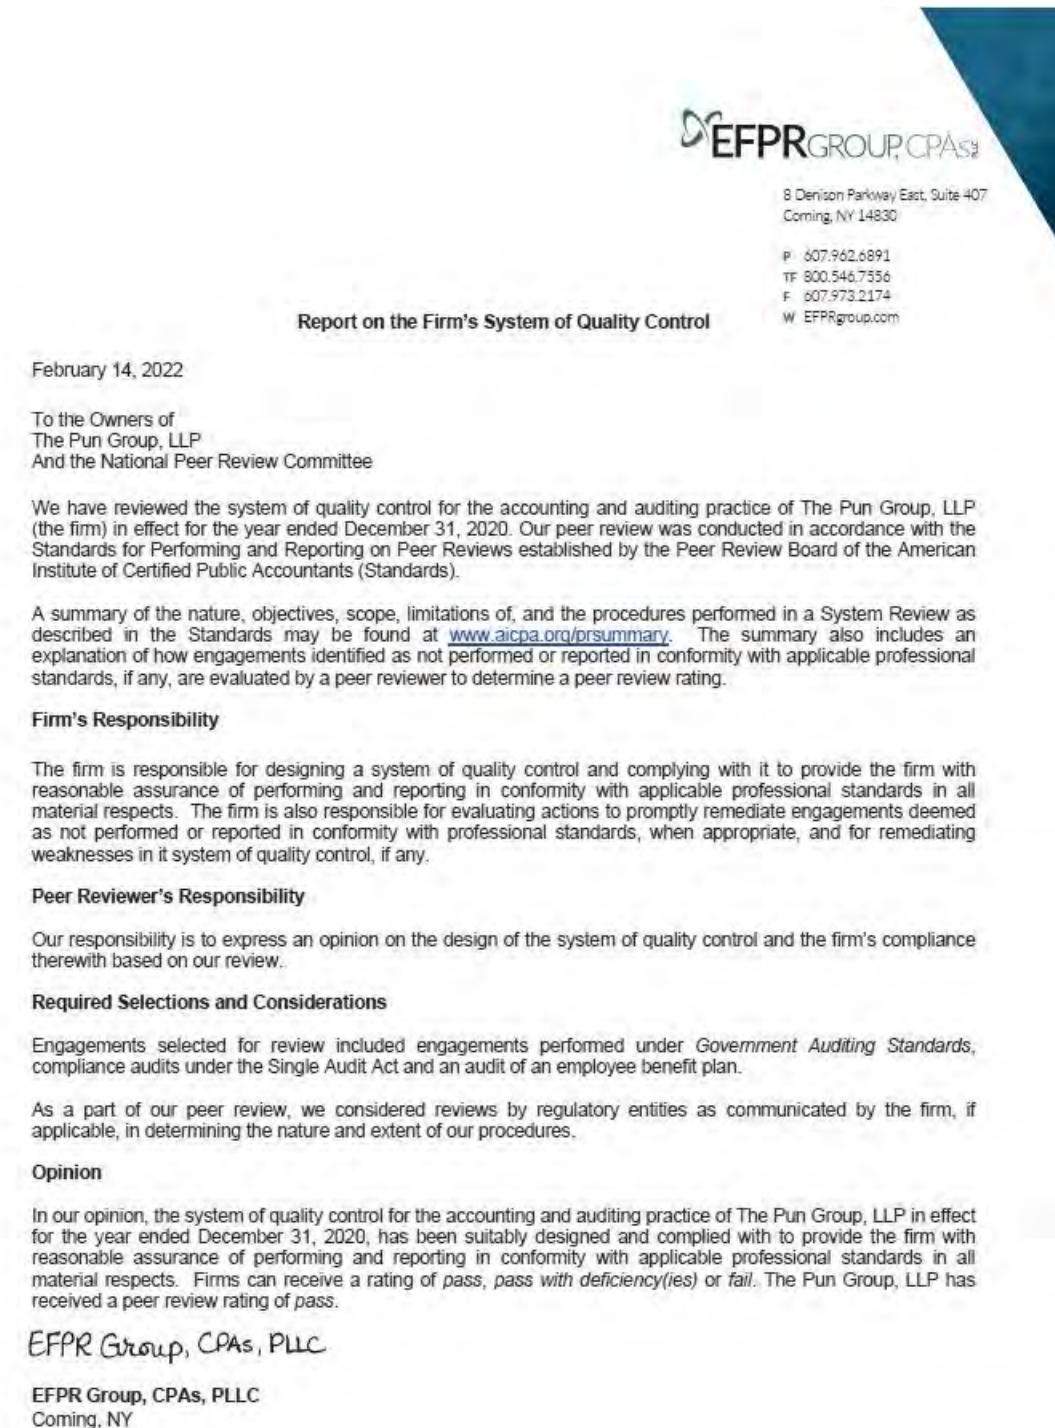 EFPR GROUP, CPAs PLLC
8 Denison Parkway East, Suite 407
Corning, NY 14830
P 607.962.6891
TF 800.546.7556
F 607.973.2174
W EFPRgroup.com
Report on the Firm's System of Quality Control
February 14, 2022
To the Owners of
The Pun Group, LLP
And the National Peer Review Committee
We have reviewed the system of quality control for the accounting and auditing practice of The Pun Group, LLP
(the firm) in effect for the year ended December 31, 2020. Our peer review was conducted in accordance with the
Standards for Performing and Reporting on Peer Reviews established by the Peer Review Board of the American
Institute of Certified Public Accountants (Standards).
A summary of the nature, objectives, scope, limitations of, and the procedures performed in a System Review as
described in the Standards may be found at www.aicpa.org/prsummary. The summary also includes an
explanation of how engagements identified as not performed or reported in conformity with applicable professional
standards, if any, are evaluated by a peer reviewer to determine a peer review rating.
Firm's Responsibility
The firm is responsible for designing a system of quality control and complying with it to provide the firm with
reasonable assurance of performing and reporting in conformity with applicable professional standards in all
material respects. The firm is also responsible for evaluating actions to promptly remediate engagements deemed
as not performed or reported in conformity with professional standards, when appropriate, and for remediating
weaknesses in it system of quality control, if any.
Peer Reviewer's Responsibility
Our responsibility is to express an opinion on the design of the system of quality control and the firm's compliance
therewith based on our review.
Required Selections and Considerations
Engagements selected for review included engagements performed under Government Auditing Standards,
compliance audits under the Single Audit Act and an audit of an employee benefit plan.
As a part of our peer review, we considered reviews by regulatory entities as communicated by the firm, if
applicable, in determining the nature and extent of our procedures.
Opinion
In our opinion, the system of quality control for the accounting and auditing practice of The Pun Group, LLP in effect
for the year ended December 31, 2020, has been suitably designed and complied with to provide the firm with
reasonable assurance of performing and reporting in conformity with applicable professional standards in all
material respects. Firms can receive a rating of pass, pass with deficiency(ies) or fail. The Pun Group, LLP has
received a peer review rating of pass.
EFPR Group, CPAs, PLLC
EFPR Group, CPAs, PLLC
Corning, NY